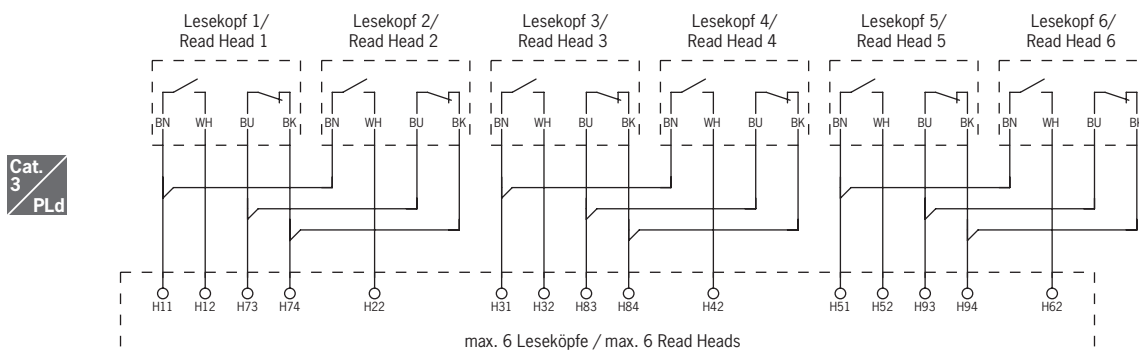 Lesekopf 1/ Lesekopf 2/ Lesekopf 3/ Lesekopf 4/ Lesekopf 5/ Lesekopf 6/
Read Head 1 Read Head 2 Read Head 3 Read Head 4 Read Head 5 Read Head 6
BN WH BU BK BN WH BU BK BN WH BU BK BN WH BU BK BN WH BU BK BN WH BU
Cat.
3
PLd
H11 H12 H73 H74 H22 H31 H32 H83 H84 H42 H51 H52 H93 H94 H62
max. 6 Leseköpfe / max. 6 Read Heads